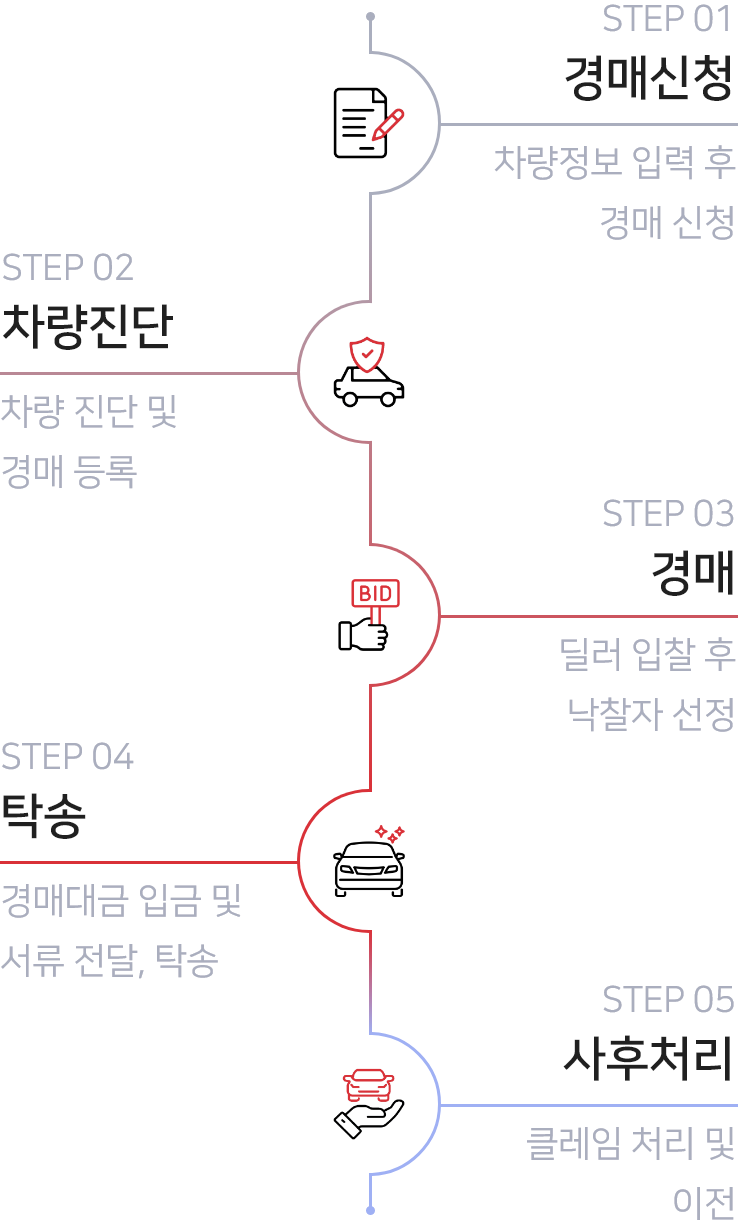 STEP 01
경매신청
차량정보 입력 후
경매 신청
STEP 02
차량진단
차량 진단 및
경매 등록
STEP 03
경매
BID
딜러 입찰 후
낙찰자 선정
STEP 04
탁송
경매대금 입금 및
서류 전달, 탁송
STEP 05
사후처리
클레임 처리 및
이전